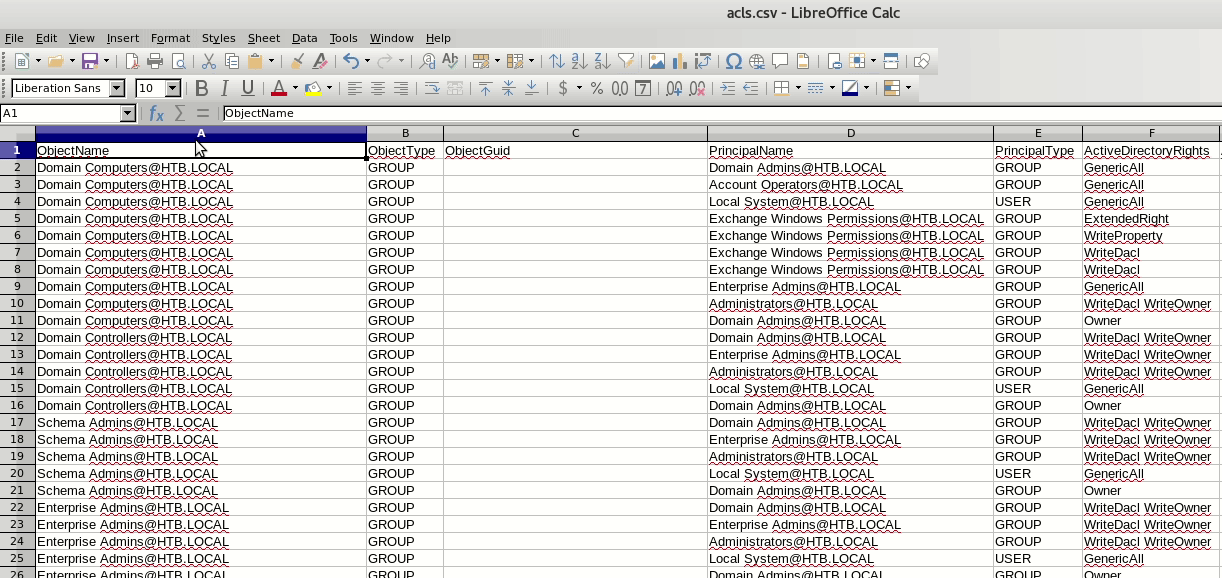 acls.csv - LibreOffice Calc
File Edit View Insert Format Styles Sheet Data Tools Window Help
Liberation Sans 10
A1 ObjectName
A B C D E F
1 ObjectName ObjectType ObjectGuid PrincipalName PrincipalType ActiveDirectoryRights
2 Domain Computers@HTB.LOCAL GROUP Domain Admins@HTB.LOCAL GROUP GenericAll
3 Domain Computers@HTB.LOCAL GROUP Account Operators@HTB.LOCAL GROUP GenericAll
4 Domain Computers@HTB.LOCAL GROUP Local System@HTB.LOCAL USER GenericAll
5 Domain Computers@HTB.LOCAL GROUP Exchange Windows Permissions@HTB.LOCAL GROUP ExtendedRight
6 Domain Computers@HTB.LOCAL GROUP Exchange Windows Permissions@HTB.LOCAL GROUP WriteProperty
7 Domain Computers@HTB.LOCAL GROUP Exchange Windows Permissions@HTB.LOCAL GROUP WriteDacl
8 Domain Computers@HTB.LOCAL GROUP Exchange Windows Permissions@HTB.LOCAL GROUP WriteDacl
9 Domain Computers@HTB.LOCAL GROUP Enterprise Admins@HTB.LOCAL GROUP GenericAll
10 Domain Computers@HTB.LOCAL GROUP Administrators@HTB.LOCAL GROUP WriteDacl WriteOwner
11 Domain Computers@HTB.LOCAL GROUP Domain Admins@HTB.LOCAL GROUP Owner
12 Domain Controllers@HTB.LOCAL GROUP Domain Admins@HTB.LOCAL GROUP WriteDacl WriteOwner
13 Domain Controllers@HTB.LOCAL GROUP Enterprise Admins@HTB.LOCAL GROUP WriteDacl WriteOwner
14 Domain Controllers@HTB.LOCAL GROUP Administrators@HTB.LOCAL GROUP WriteDacl WriteOwner
15 Domain Controllers@HTB.LOCAL GROUP Local System@HTB.LOCAL USER GenericAll
16 Domain Controllers@HTB.LOCAL GROUP Domain Admins@HTB.LOCAL GROUP Owner
17 Schema Admins@HTB.LOCAL GROUP Domain Admins@HTB.LOCAL GROUP WriteDacl WriteOwner
18 Schema Admins@HTB.LOCAL GROUP Enterprise Admins@HTB.LOCAL GROUP WriteDacl WriteOwner
19 Schema Admins@HTB.LOCAL GROUP Administrators@HTB.LOCAL GROUP WriteDacl WriteOwner
20 Schema Admins@HTB.LOCAL GROUP Local System@HTB.LOCAL USER GenericAll
21 Schema Admins@HTB.LOCAL GROUP Domain Admins@HTB.LOCAL GROUP Owner
22 Enterprise Admins@HTB.LOCAL GROUP Domain Admins@HTB.LOCAL GROUP WriteDacl WriteOwner
23 Enterprise Admins@HTB.LOCAL GROUP Enterprise Admins@HTB.LOCAL GROUP WriteDacl WriteOwner
24 Enterprise Admins@HTB.LOCAL GROUP Administrators@HTB.LOCAL GROUP WriteDacl WriteOwner
25 Enterprise Admins@HTB.LOCAL GROUP Local System@HTB.LOCAL USER GenericAll
26 Enterprise Admins@HTB.LOCAL GROUP Domain Admins@HTB.LOCAL GROUP Owner